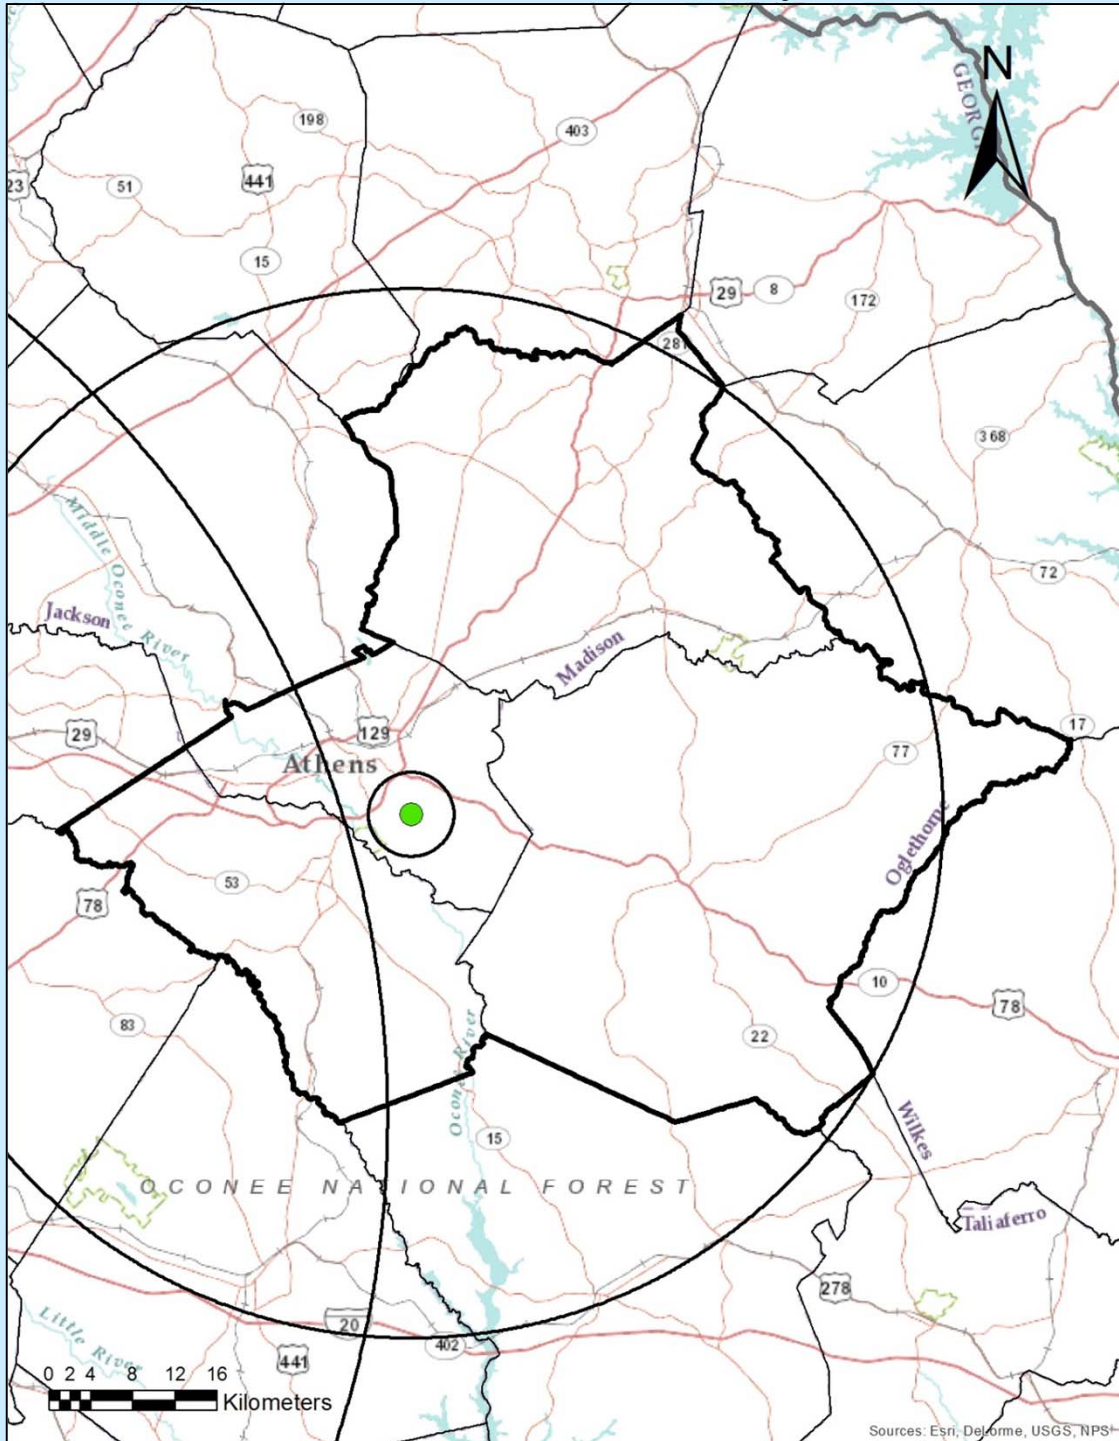 N
GEORG
198
403
23
51
441
15
29
8
172
28
368
Middle Oconee River
72
Jackson
Madison
129
29
17
77
Athens
Oglethorpe
53
78
10
78
83
22
Oconee River
Wilkes
15
OCONEE NATIONAL FOREST
Taliaferro
278
20
402
Little River
441
0 2 4 8 12 16
Kilometers
Sources: Esri, DeLorme, USGS, NPS